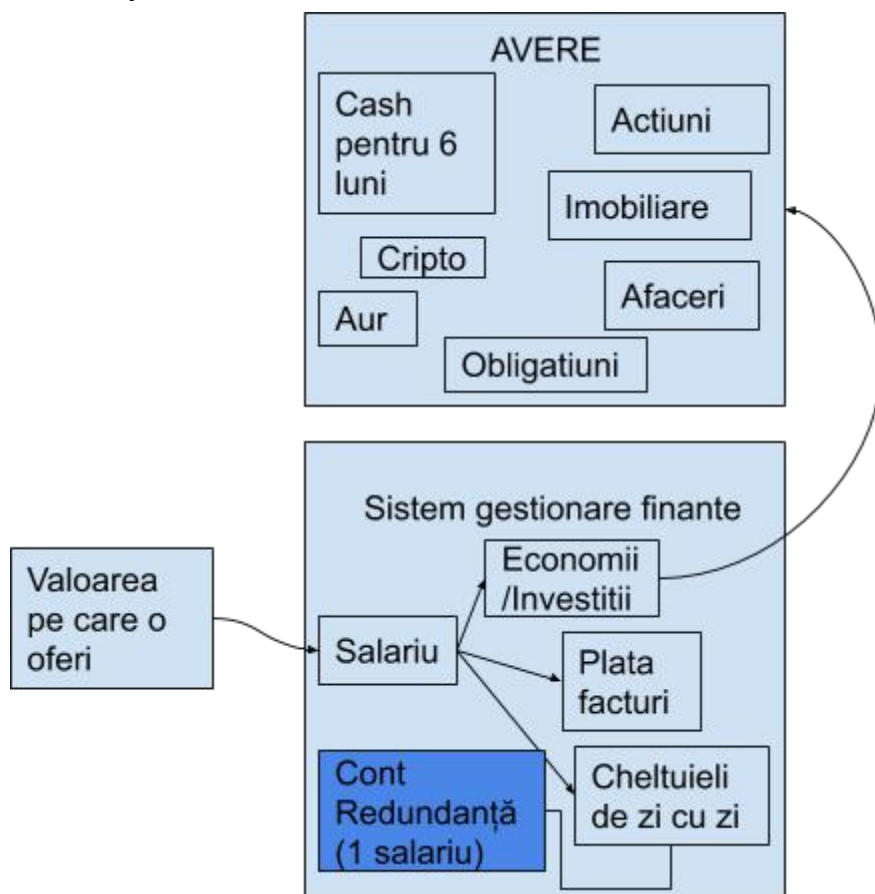 AVERE
Cash
pentru 6
luni
Actiuni
Imobiliare
Cripto
Afaceri
Aur
Obligatiuni
Sistem gestionare finante
Economii
/Investitii
Valoarea
pe care o
oferi
Salariu
Plata
facturi
Cont
Redundanță
(1 salariu)
Cheltuieli
de zi cu zi